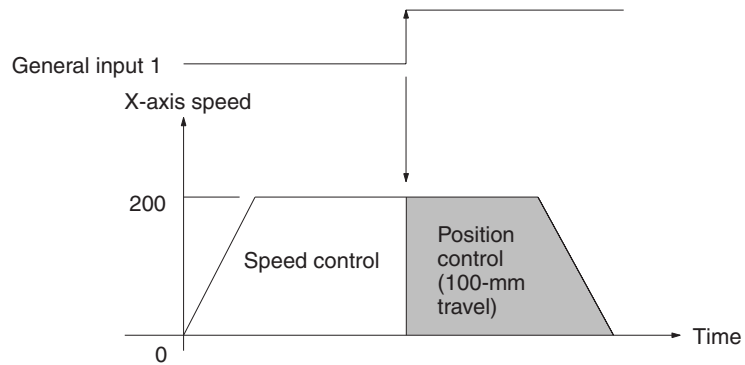 General input 1
X-axis speed
200
Speed control
Position
control
(100-mm
travel)
0
Time